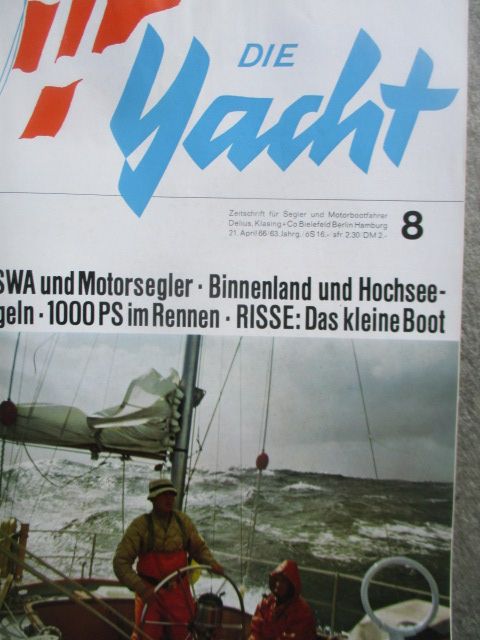 DIE
Yacht
Zeitschrift für Segler und Motorbootfahrer
Delius, Klasing+Co Bielefeld Berlin Hamburg
21. April 66/63. Jahrg./öS 16.- sfr 2.30 DM 2.-
8
SWA und Motorsegler · Binnenland und Hochsee-
geln · 1000 PS im Rennen · RISSE: Das kleine Boot